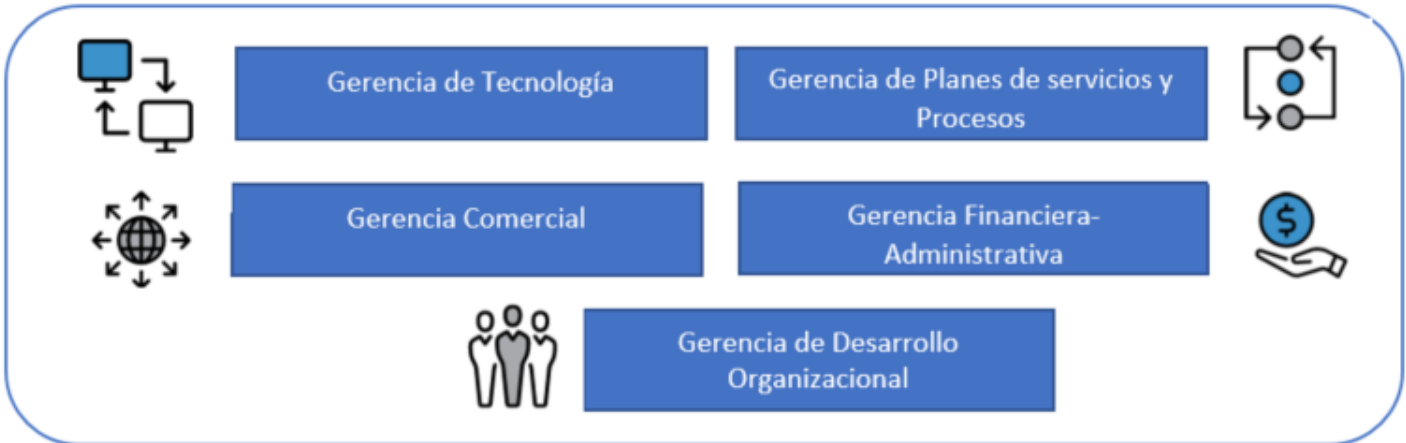 Gerencia de Tecnología
Gerencia de Planes de servicios y
Procesos
Gerencia Comercial
Gerencia Financiera-
Administrativa
Gerencia de Desarrollo
Organizacional